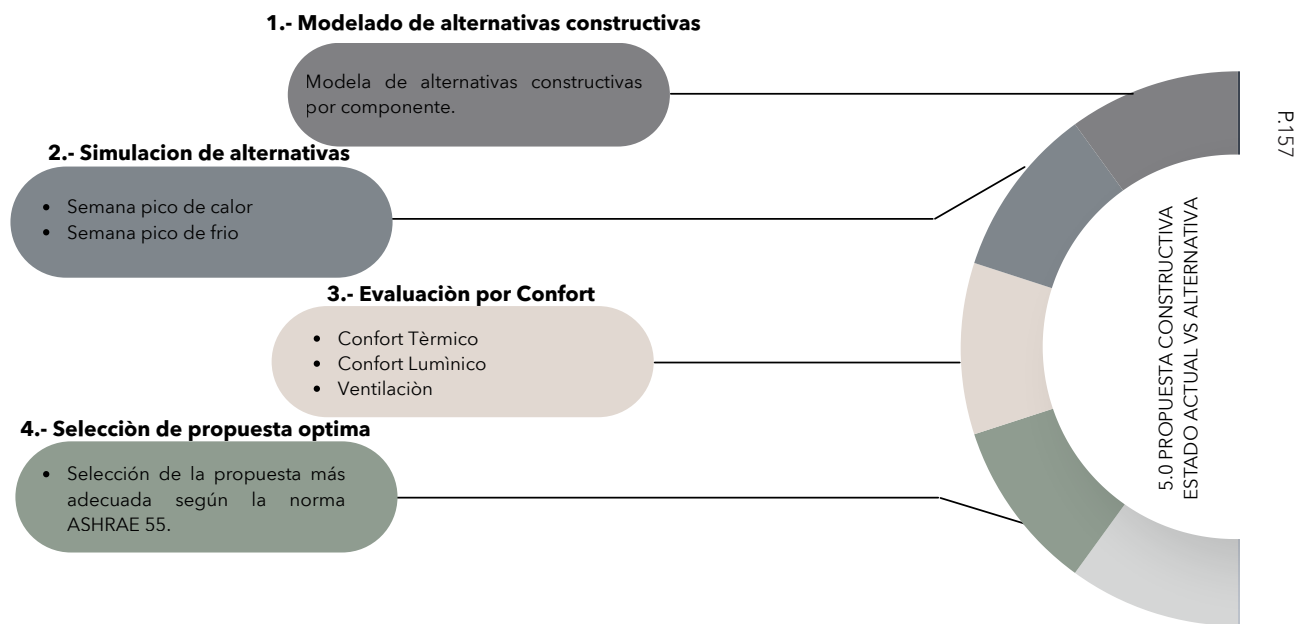 1.- Modelado de alternativas constructivas
Modela de alternativas constructivas
por componente.
2.- Simulacion de alternativas
• Semana pico de calor
• Semana pico de frio
3.- Evaluaciòn por Confort
• Confort Tèrmico
• Confort Lumìnico
• Ventilaciòn
4.- Selecciòn de propuesta optima
• Selección de la propuesta más
adecuada según la norma
ASHRAE 55.
5.0 PROPUESTA CONSTRUCTIVA
ESTADO ACTUAL VS ALTERNATIVA
P.157